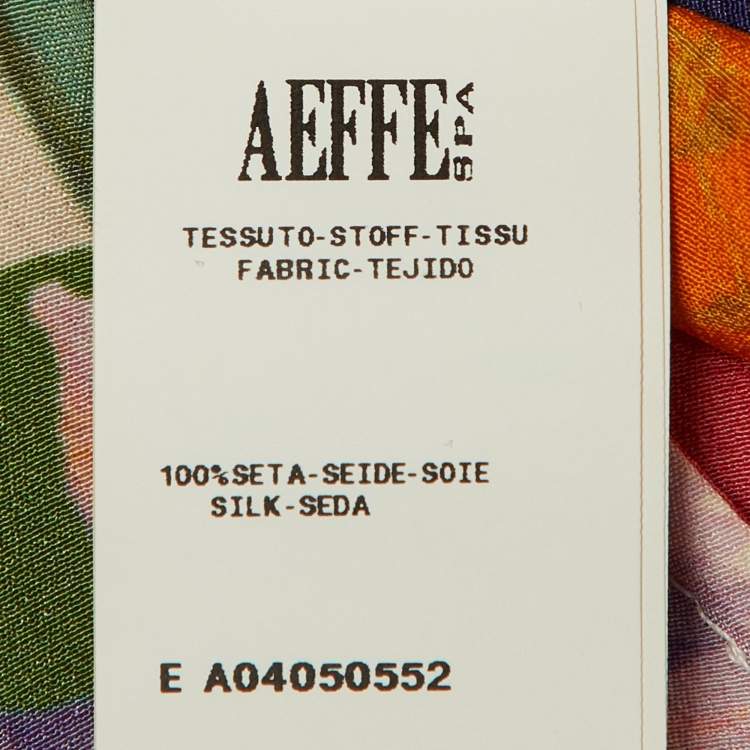 AEFFE SPA
TESSUTO-STOFF-TISSU
FABRIC-TEJIDO
100%SETA-SEIDE-SOIE
SILK-SEDA
E A04050552